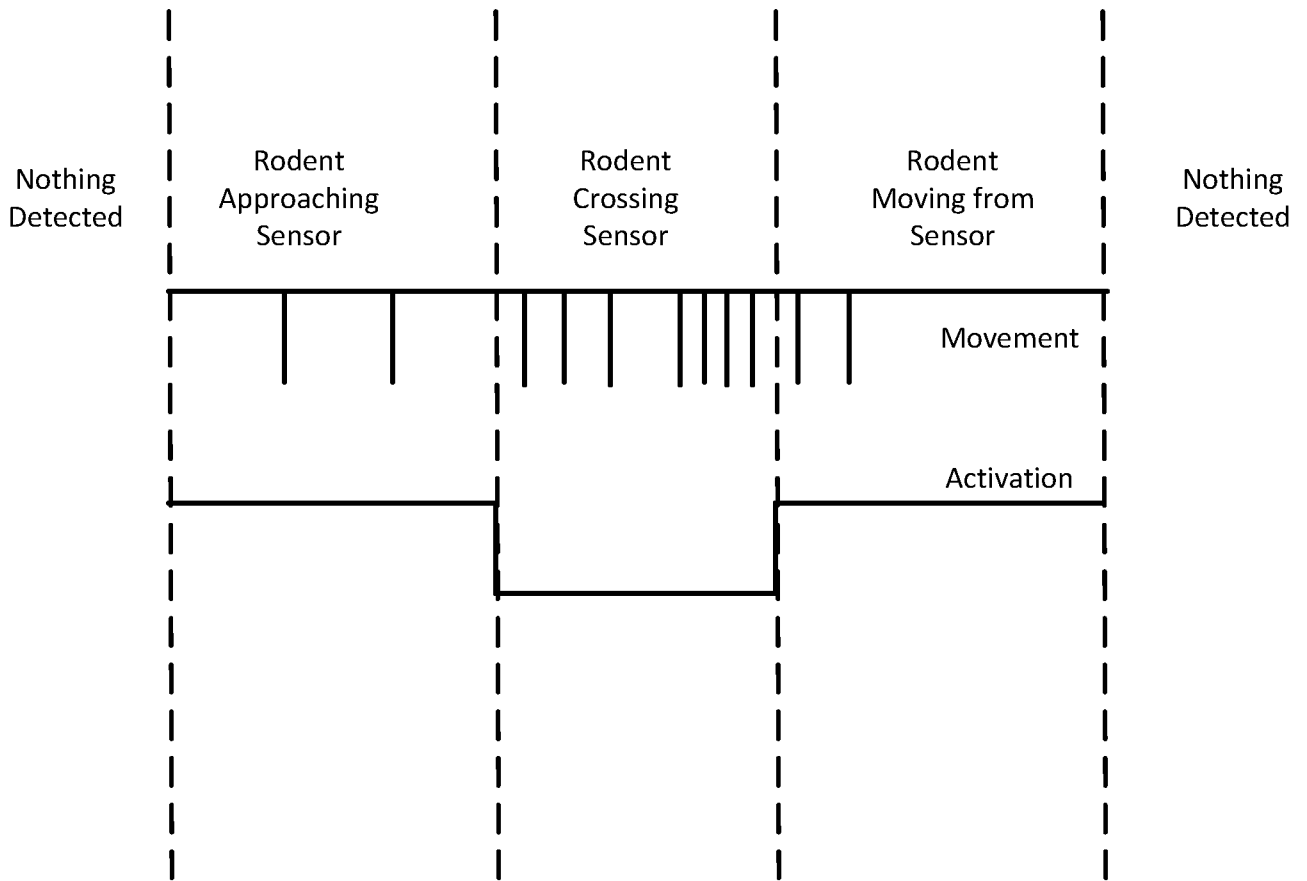 Nothing
Detected
Rodent
Approaching
Sensor
Rodent
Crossing
Sensor
Rodent
Moving from
Sensor
Nothing
Detected
Movement
Activation